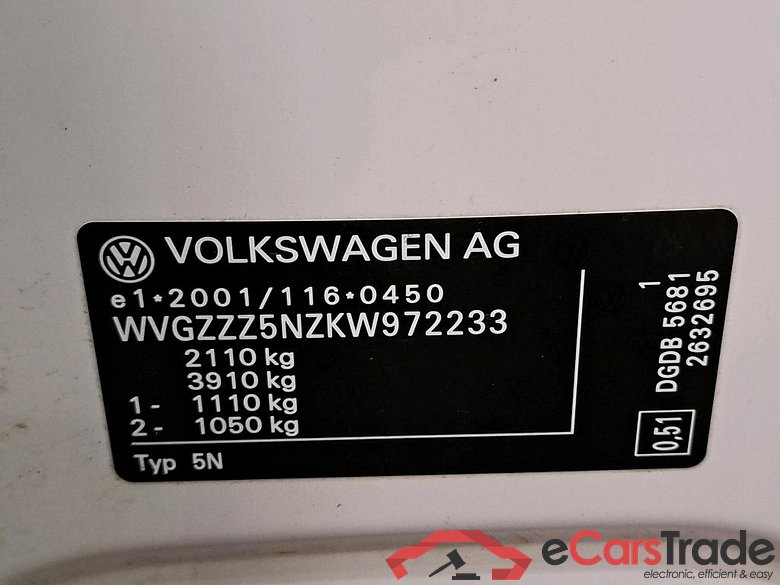 VOLKSWAGEN AG
e1*2001/116*0450
WVGZZZ5NZKW972233
2110 kg
3910 kg
1- 1110 kg
2- 1050 kg
Typ 5N
1
DGDB 5681
2632695
0,51
eCarsTrade
electronic, efficient & easy